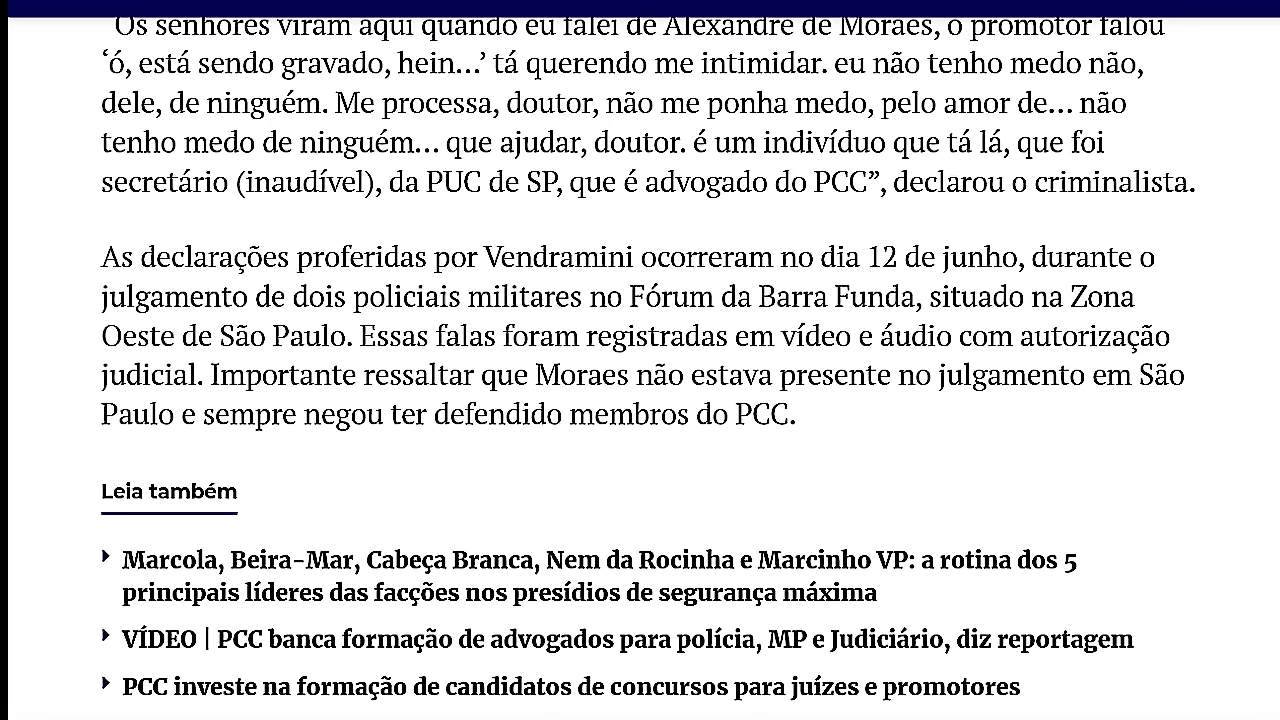 Os senhores viram aqui quando eu falei de Alexandre de Moraes, o promotor falou
‘ó, está sendo gravado, hein…’ tá querendo me intimidar. eu não tenho medo não,
dele, de ninguém. Me processa, doutor, não me ponha medo, pelo amor de… não
tenho medo de ninguém… que ajudar, doutor. é um indivíduo que tá lá, que foi
secretário (inaudível), da PUC de SP, que é advogado do PCC”, declarou o criminalista.
As declarações proferidas por Vendramini ocorreram no dia 12 de junho, durante o
julgamento de dois policiais militares no Fórum da Barra Funda, situado na Zona
Oeste de São Paulo. Essas falas foram registradas em vídeo e áudio com autorização
judicial. Importante ressaltar que Moraes não estava presente no julgamento em São
Paulo e sempre negou ter defendido membros do PCC.
Leia também
Marcola, Beira-Mar, Cabeça Branca, Nem da Rocinha e Marcinho VP: a rotina dos 5
principais líderes das facções nos presídios de segurança máxima
VÍDEO | PCC banca formação de advogados para polícia, MP e Judiciário, diz reportagem
PCC investe na formação de candidatos de concursos para juízes e promotores